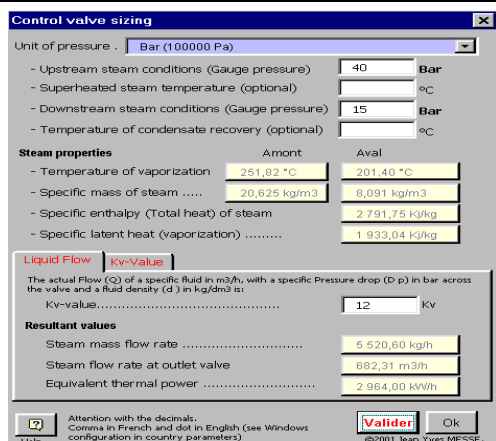 Control valve sizing
Unit of pressure . Bar (100000 Pa)
- Upstream steam conditions (Gauge pressure) 40 Bar
- Superheated steam temperature (optional) ºC
- Downstream steam conditions (Gauge pressure) 15 Bar
- Temperature of condensate recovery (optional) ºC
Steam properties Amont Aval
- Temperature of vaporization 251,82 °C 201,40 °C
- Specific mass of steam ..... 20,625 kg/m3 8,091 kg/m3
- Specific enthalpy (Total heat) of steam 2 791,75 Kj/kg
- Specific latent heat (vaporization) ......... 1 933,04 Kj/kg
Liquid Flow Kv-Value
The actual Flow (Q) of a specific fluid in m3/h, with a specific Pressure drop (D p) in bar across
the valve and a fluid density (d ) in kg/dm3 is:
Kv-value............................................ 12 Kv
Resultant values
Steam mass flow rate ........................... 5 520,60 kg/h
Steam flow rate at outlet valve 682,31 m3/h
Equivalent thermal power ........................... 2 964,00 kWh
Help
Attention with the decimals.
Comma in French and dot in English (see Windows
configuration in country parameters)
Valider Ok
©2001 Jean Yves MESSE